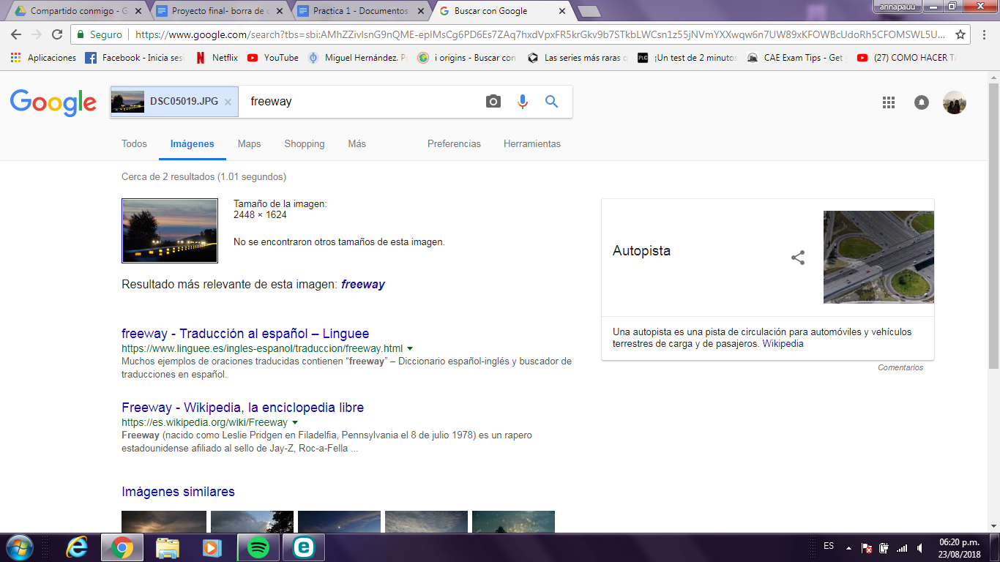 Compartido conmigo - G
Proyecto final- borra de c
Practica 1 - Documentos
Buscar con Google
annapauu
Seguro
https://www.google.com/search?tbs=sbi:AMhZZivlsnG9nQME-eplMsCg6PD6Es7ZAq7hxdVpxFR5krGkv9b7STkbLWCsn1z55jNVmYXXwqw6n7UW89xKFOWBcUdoRh5CFOMSWL5U...
Aplicaciones
Facebook - Inicia sesi
Netflix
YouTube
Miguel Hernández. P
i origins - Buscar con
Las series más raras
¡Un test de 2 minutos
CAE Exam Tips - Get
(27) COMO HACER TA
Google
DSC05019.JPG
freeway
Todos
Imágenes
Maps
Shopping
Más
Preferencias
Herramientas
Cerca de 2 resultados (1.01 segundos)
Tamaño de la imagen:
2448 × 1624
No se encontraron otros tamaños de esta imagen.
Resultado más relevante de esta imagen: freeway
Autopista
Una autopista es una pista de circulación para automóviles y vehículos
terrestres de carga y de pasajeros. Wikipedia
Comentarios
freeway - Traducción al español – Linguee
https://www.linguee.es/ingles-espanol/traduccion/freeway.html
Muchos ejemplos de oraciones traducidas contienen “freeway” – Diccionario español-inglés y buscador de
traducciones en español.
Freeway - Wikipedia, la enciclopedia libre
https://es.wikipedia.org/wiki/Freeway
Freeway (nacido como Leslie Pridgen en Filadelfia, Pennsylvania el 8 de julio 1978) es un rapero
estadounidense afiliado al sello de Jay-Z, Roc-a-Fella ...
Imágenes similares
ES
06:20 p.m.
23/08/2018